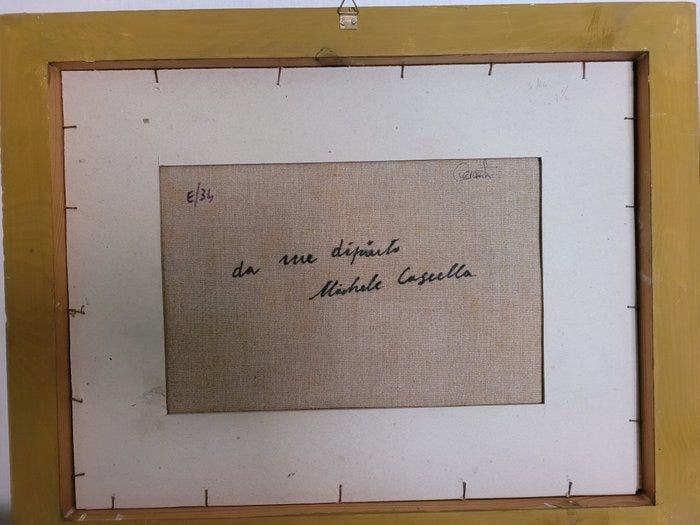 E/34
da me dipinto
Michele Cascella